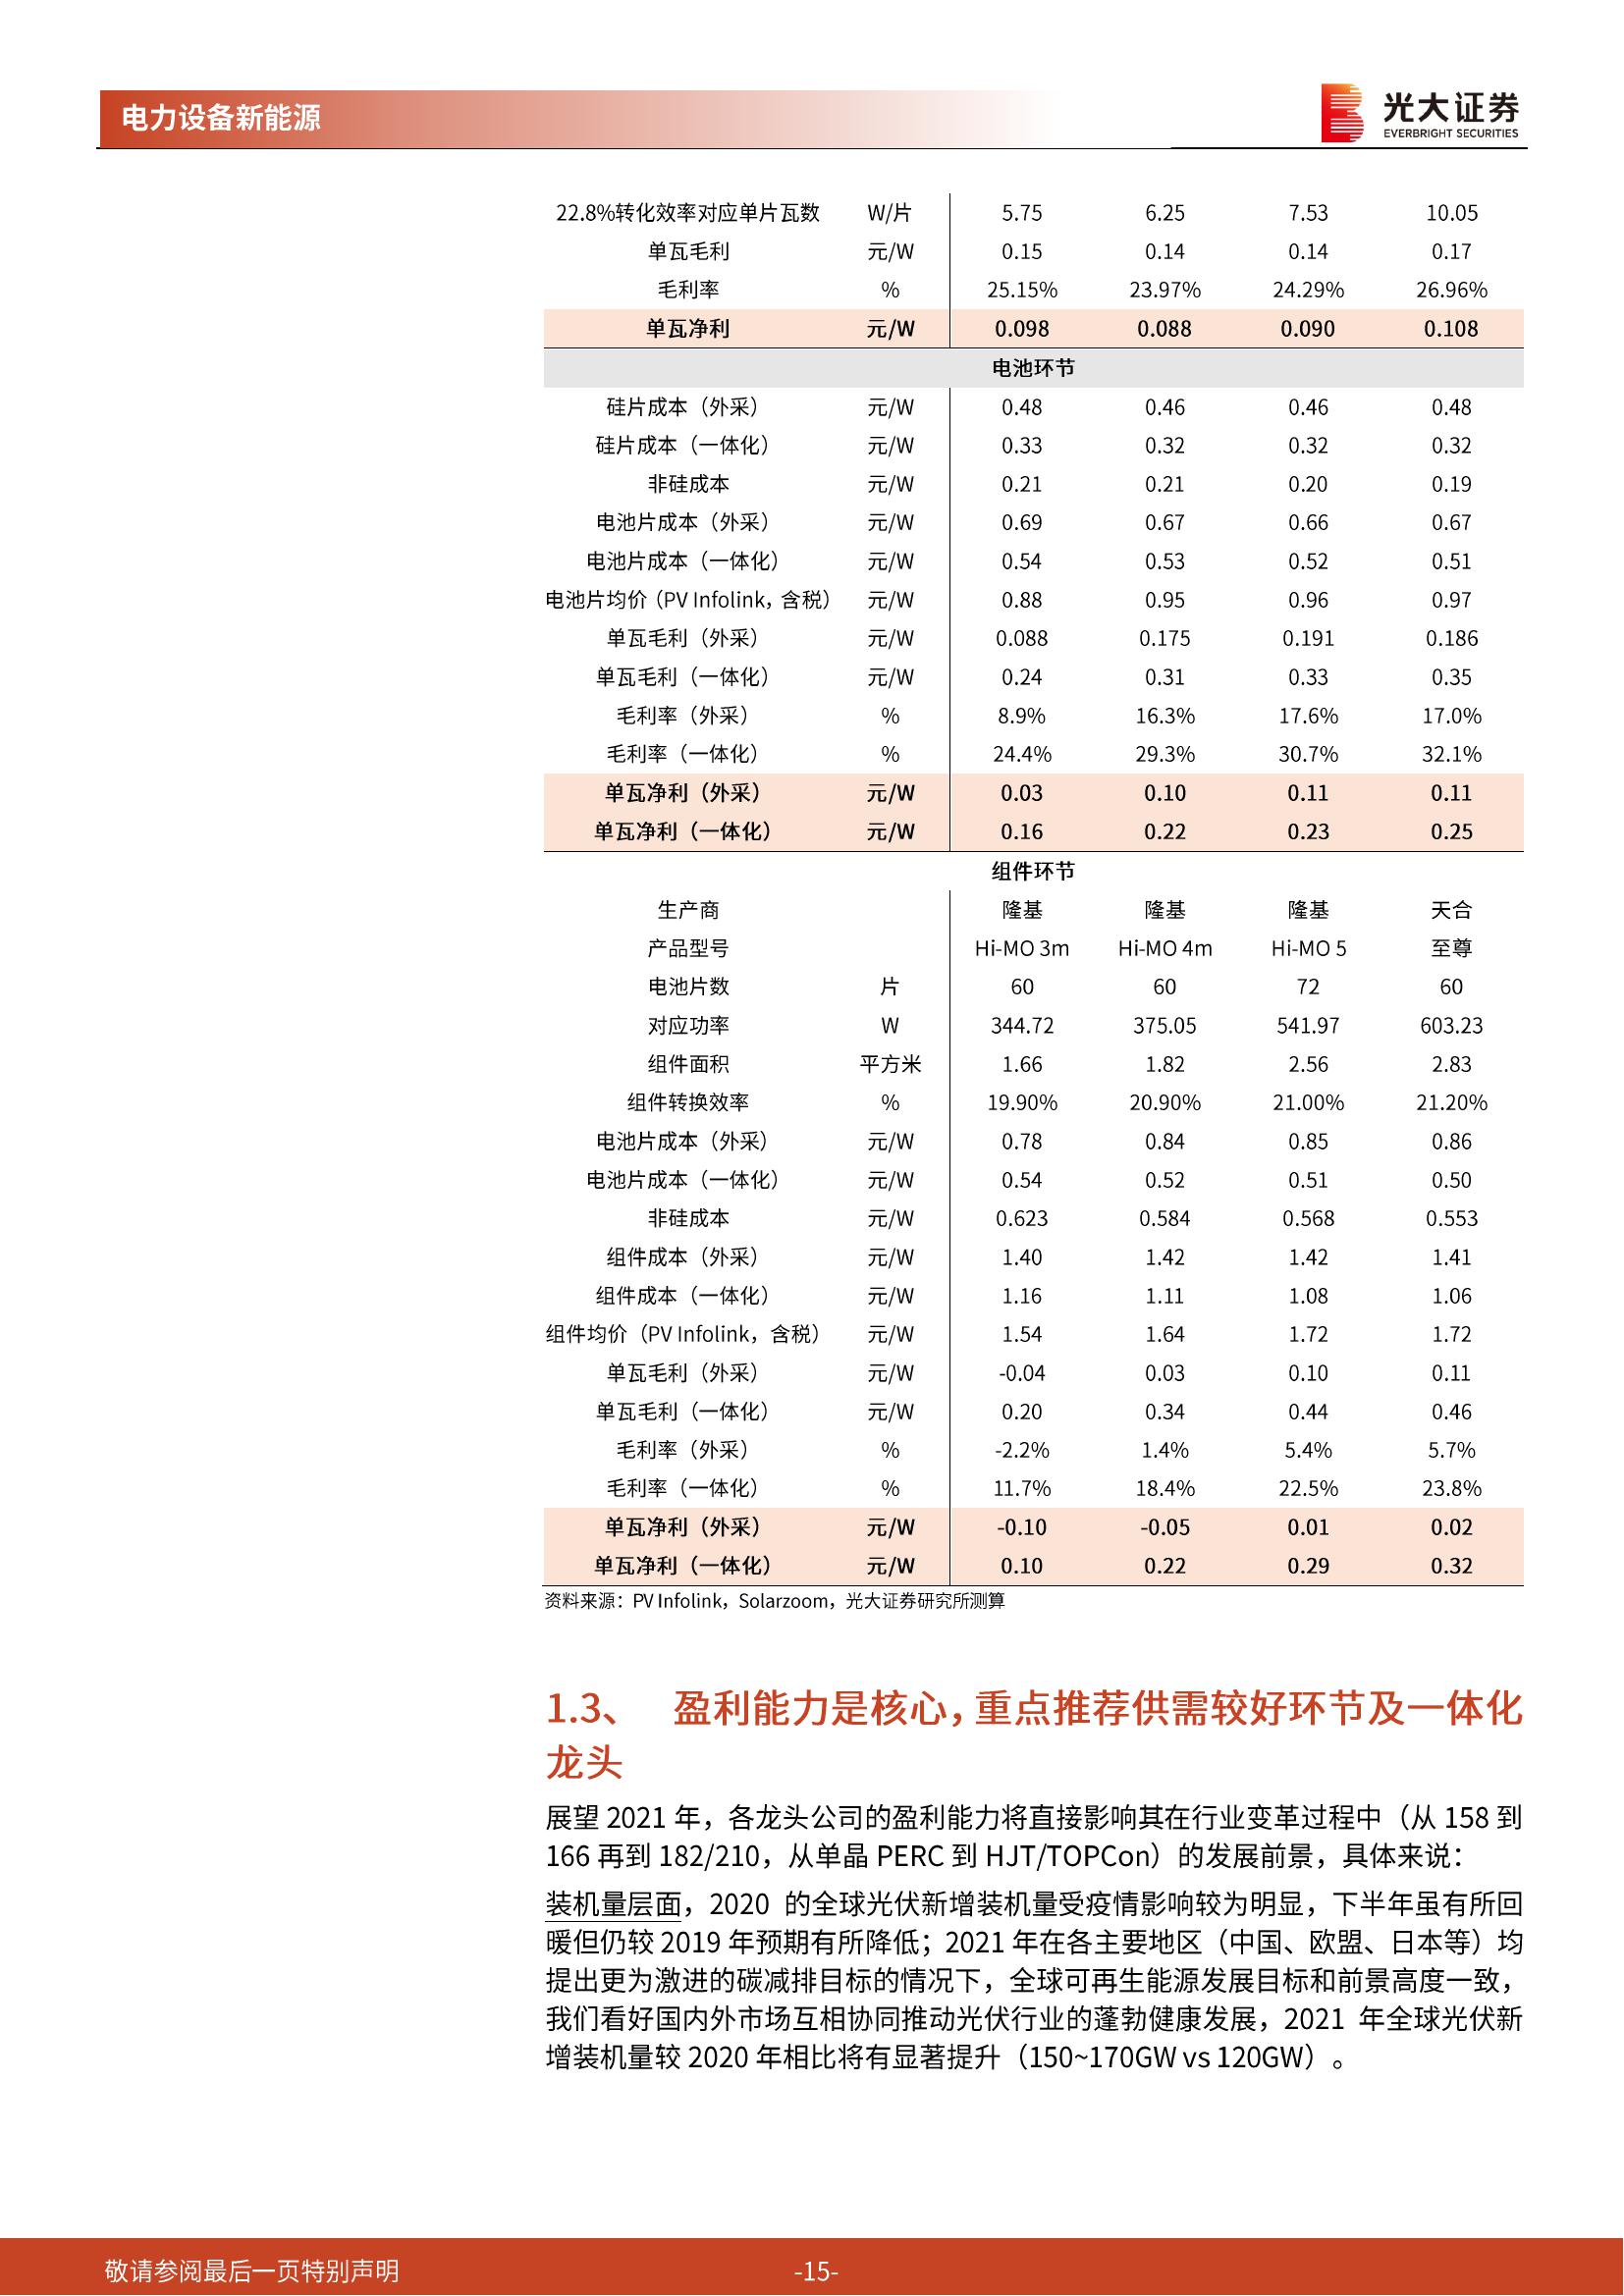 电力设备新能源
光大证券
EVERBRIGHT SECURITIES
22.8%转化效率对应单片瓦数 W/片 5.75 6.25 7.53 10.05
单瓦毛利 元/W 0.15 0.14 0.14 0.17
毛利率 % 25.15% 23.97% 24.29% 26.96%
单瓦净利 元/W 0.098 0.088 0.090 0.108
电池环节
硅片成本（外采） 元/W 0.48 0.46 0.46 0.48
硅片成本（一体化） 元/W 0.33 0.32 0.32 0.32
非硅成本 元/W 0.21 0.21 0.20 0.19
电池片成本（外采） 元/W 0.69 0.67 0.66 0.67
电池片成本（一体化） 元/W 0.54 0.53 0.52 0.51
电池片均价（PV Infolink，含税） 元/W 0.88 0.95 0.96 0.97
单瓦毛利（外采） 元/W 0.088 0.175 0.191 0.186
单瓦毛利（一体化） 元/W 0.24 0.31 0.33 0.35
毛利率（外采） % 8.9% 16.3% 17.6% 17.0%
毛利率（一体化） % 24.4% 29.3% 30.7% 32.1%
单瓦净利（外采） 元/W 0.03 0.10 0.11 0.11
单瓦净利（一体化） 元/W 0.16 0.22 0.23 0.25
组件环节
生产商 隆基 隆基 隆基 天合
产品型号 Hi-MO 3m Hi-MO 4m Hi-MO 5 至尊
电池片数 片 60 60 72 60
对应功率 W 344.72 375.05 541.97 603.23
组件面积 平方米 1.66 1.82 2.56 2.83
组件转换效率 % 19.90% 20.90% 21.00% 21.20%
电池片成本（外采） 元/W 0.78 0.84 0.85 0.86
电池片成本（一体化） 元/W 0.54 0.52 0.51 0.50
非硅成本 元/W 0.623 0.584 0.568 0.553
组件成本（外采） 元/W 1.40 1.42 1.42 1.41
组件成本（一体化） 元/W 1.16 1.11 1.08 1.06
组件均价（PV Infolink，含税） 元/W 1.54 1.64 1.72 1.72
单瓦毛利（外采） 元/W -0.04 0.03 0.10 0.11
单瓦毛利（一体化） 元/W 0.20 0.34 0.44 0.46
毛利率（外采） % -2.2% 1.4% 5.4% 5.7%
毛利率（一体化） % 11.7% 18.4% 22.5% 23.8%
单瓦净利（外采） 元/W -0.10 -0.05 0.01 0.02
单瓦净利（一体化） 元/W 0.10 0.22 0.29 0.32
资料来源：PV Infolink，Solarzoom，光大证券研究所测算
1.3、 盈利能力是核心，重点推荐供需较好环节及一体化
龙头
展望 2021 年，各龙头公司的盈利能力将直接影响其在行业变革过程中（从 158 到
166 再到 182/210，从单晶 PERC 到 HJT/TOPCon）的发展前景，具体来说：
装机量层面，2020 的全球光伏新增装机量受疫情影响较为明显，下半年虽有所回
暖但仍较 2019 年预期有所降低；2021 年在各主要地区（中国、欧盟、日本等）均
提出更为激进的碳减排目标的情况下，全球可再生能源发展目标和前景高度一致，
我们看好国内外市场互相协同推动光伏行业的蓬勃健康发展，2021 年全球光伏新
增装机量较 2020 年相比将有显著提升（150~170GW vs 120GW）。
敬请参阅最后一页特别声明
-15-